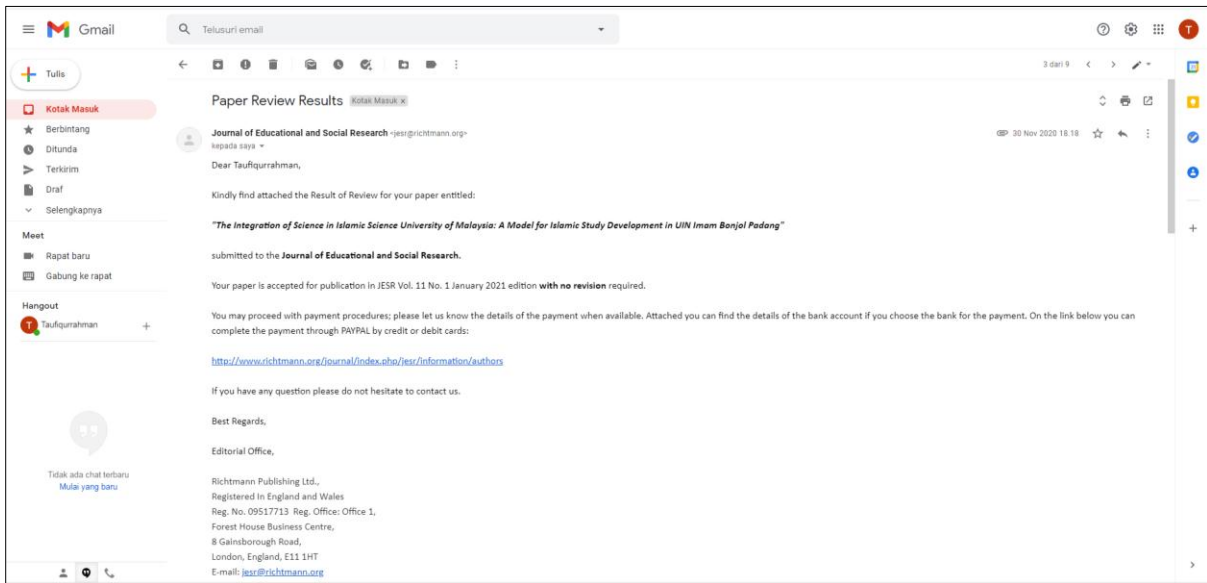 Gmail
Telusuri email
T
Tulis
3 dari 9
Kotak Masuk
Berbintang
Ditunda
Terkirim
Draf
Selengkapnya
Meet
Rapat baru
Gabung ke rapat
Hangout
T Taufiqurrahman
Tidak ada chat terbaru
Mulai yang baru
Paper Review Results Kotak Masuk x
Journal of Educational and Social Research <jesr@richtmann.org> 30 Nov 2020 18.18
kepada saya
Dear Taufiqurrahman,
Kindly find attached the Result of Review for your paper entitled:
"The Integration of Science in Islamic Science University of Malaysia: A Model for Islamic Study Development in UIN Imam Bonjol Padang"
submitted to the Journal of Educational and Social Research.
Your paper is accepted for publication in JESR Vol. 11 No. 1 January 2021 edition with no revision required.
You may proceed with payment procedures; please let us know the details of the payment when available. Attached you can find the details of the bank account if you choose the bank for the payment. On the link below you can
complete the payment through PAYPAL by credit or debit cards:
http://www.richtmann.org/journal/index.php/jesr/information/authors
If you have any question please do not hesitate to contact us.
Best Regards,
Editorial Office,
Richtmann Publishing Ltd.,
Registered In England and Wales
Reg. No. 09517713 Reg. Office: Office 1,
Forest House Business Centre,
8 Gainsborough Road,
London, England, E11 1HT
E-mail: jesr@richtmann.org